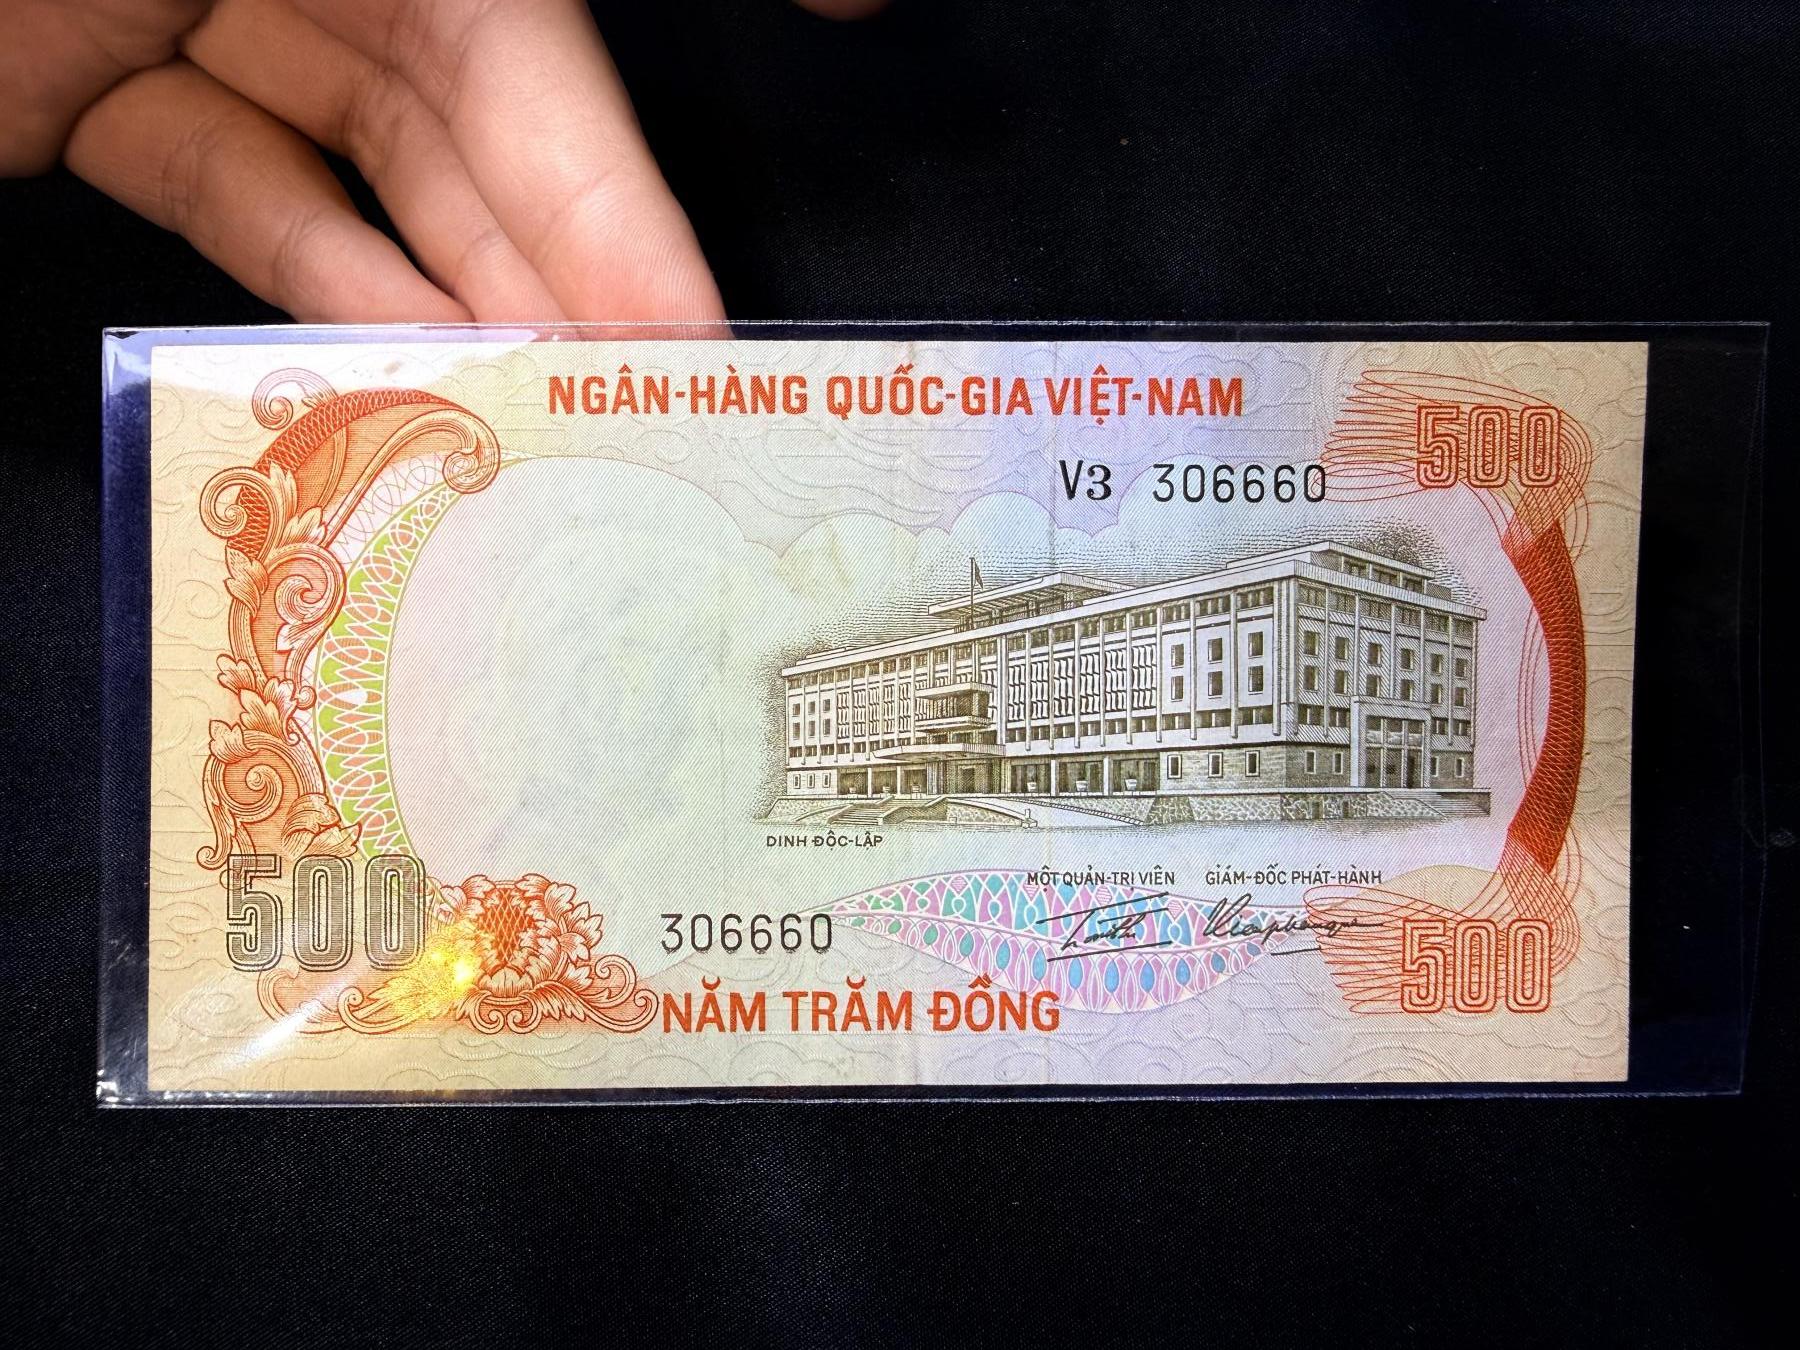 NGÂN-HÀNG QUỐC-GIA VIỆT-NAM
500
V3 306660
DINH ĐỘC-LẬP
MỘT QUẢN-TRỊ VIÊN GIÁM-ĐỐC PHÁT-HÀNH
500
306660
500
NĂM TRĂM ĐỒNG